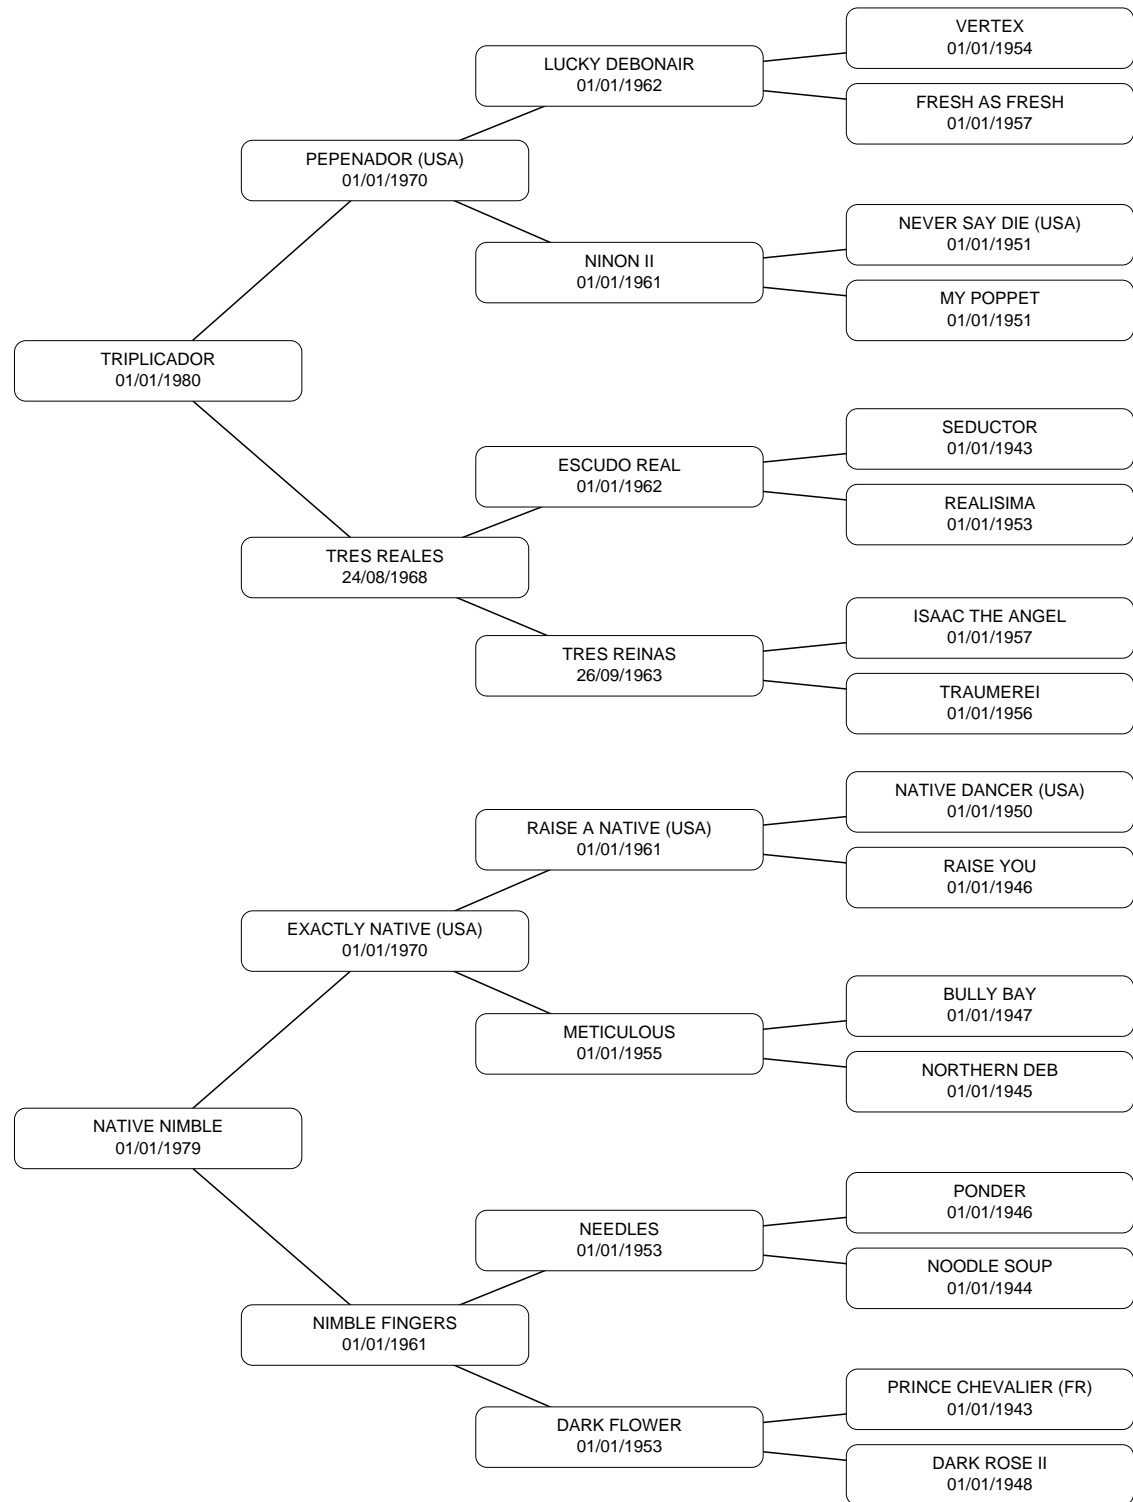 VERTEX
01/01/1954
LUCKY DEBONAIR
01/01/1962
FRESH AS FRESH
01/01/1957
PEPENADOR (USA)
01/01/1970
NEVER SAY DIE (USA)
01/01/1951
NINON II
01/01/1961
MY POPPET
01/01/1951
TRIPLICADOR
01/01/1980
SEDUCTOR
01/01/1943
ESCUDO REAL
01/01/1962
REALISIMA
01/01/1953
TRES REALES
24/08/1968
ISAAC THE ANGEL
01/01/1957
TRES REINAS
26/09/1963
TRAUMEREI
01/01/1956
NATIVE DANCER (USA)
01/01/1950
RAISE A NATIVE (USA)
01/01/1961
RAISE YOU
01/01/1946
EXACTLY NATIVE (USA)
01/01/1970
BULLY BAY
01/01/1947
METICULOUS
01/01/1955
NORTHERN DEB
01/01/1945
NATIVE NIMBLE
01/01/1979
PONDER
01/01/1946
NEEDLES
01/01/1953
NOODLE SOUP
01/01/1944
NIMBLE FINGERS
01/01/1961
PRINCE CHEVALIER (FR)
01/01/1943
DARK FLOWER
01/01/1953
DARK ROSE II
01/01/1948